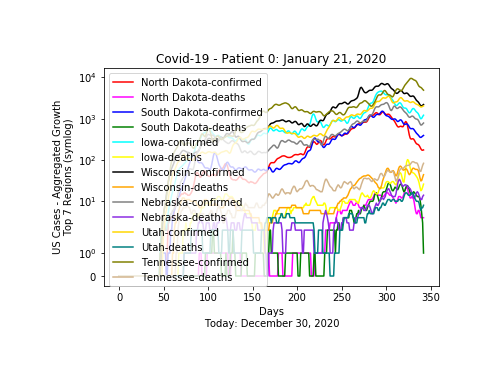 Covid-19 - Patient 0: January 21, 2020
US Cases - Aggregated Growth
Top 7 Regions (symlog)
10⁴
10³
10²
10¹
10⁰
0
North Dakota-confirmed
North Dakota-deaths
South Dakota-confirmed
South Dakota-deaths
Iowa-confirmed
Iowa-deaths
Wisconsin-confirmed
Wisconsin-deaths
Nebraska-confirmed
Nebraska-deaths
Utah-confirmed
Utah-deaths
Tennessee-confirmed
Tennessee-deaths
0 50 100 150 200 250 300 350
Days
Today: December 30, 2020